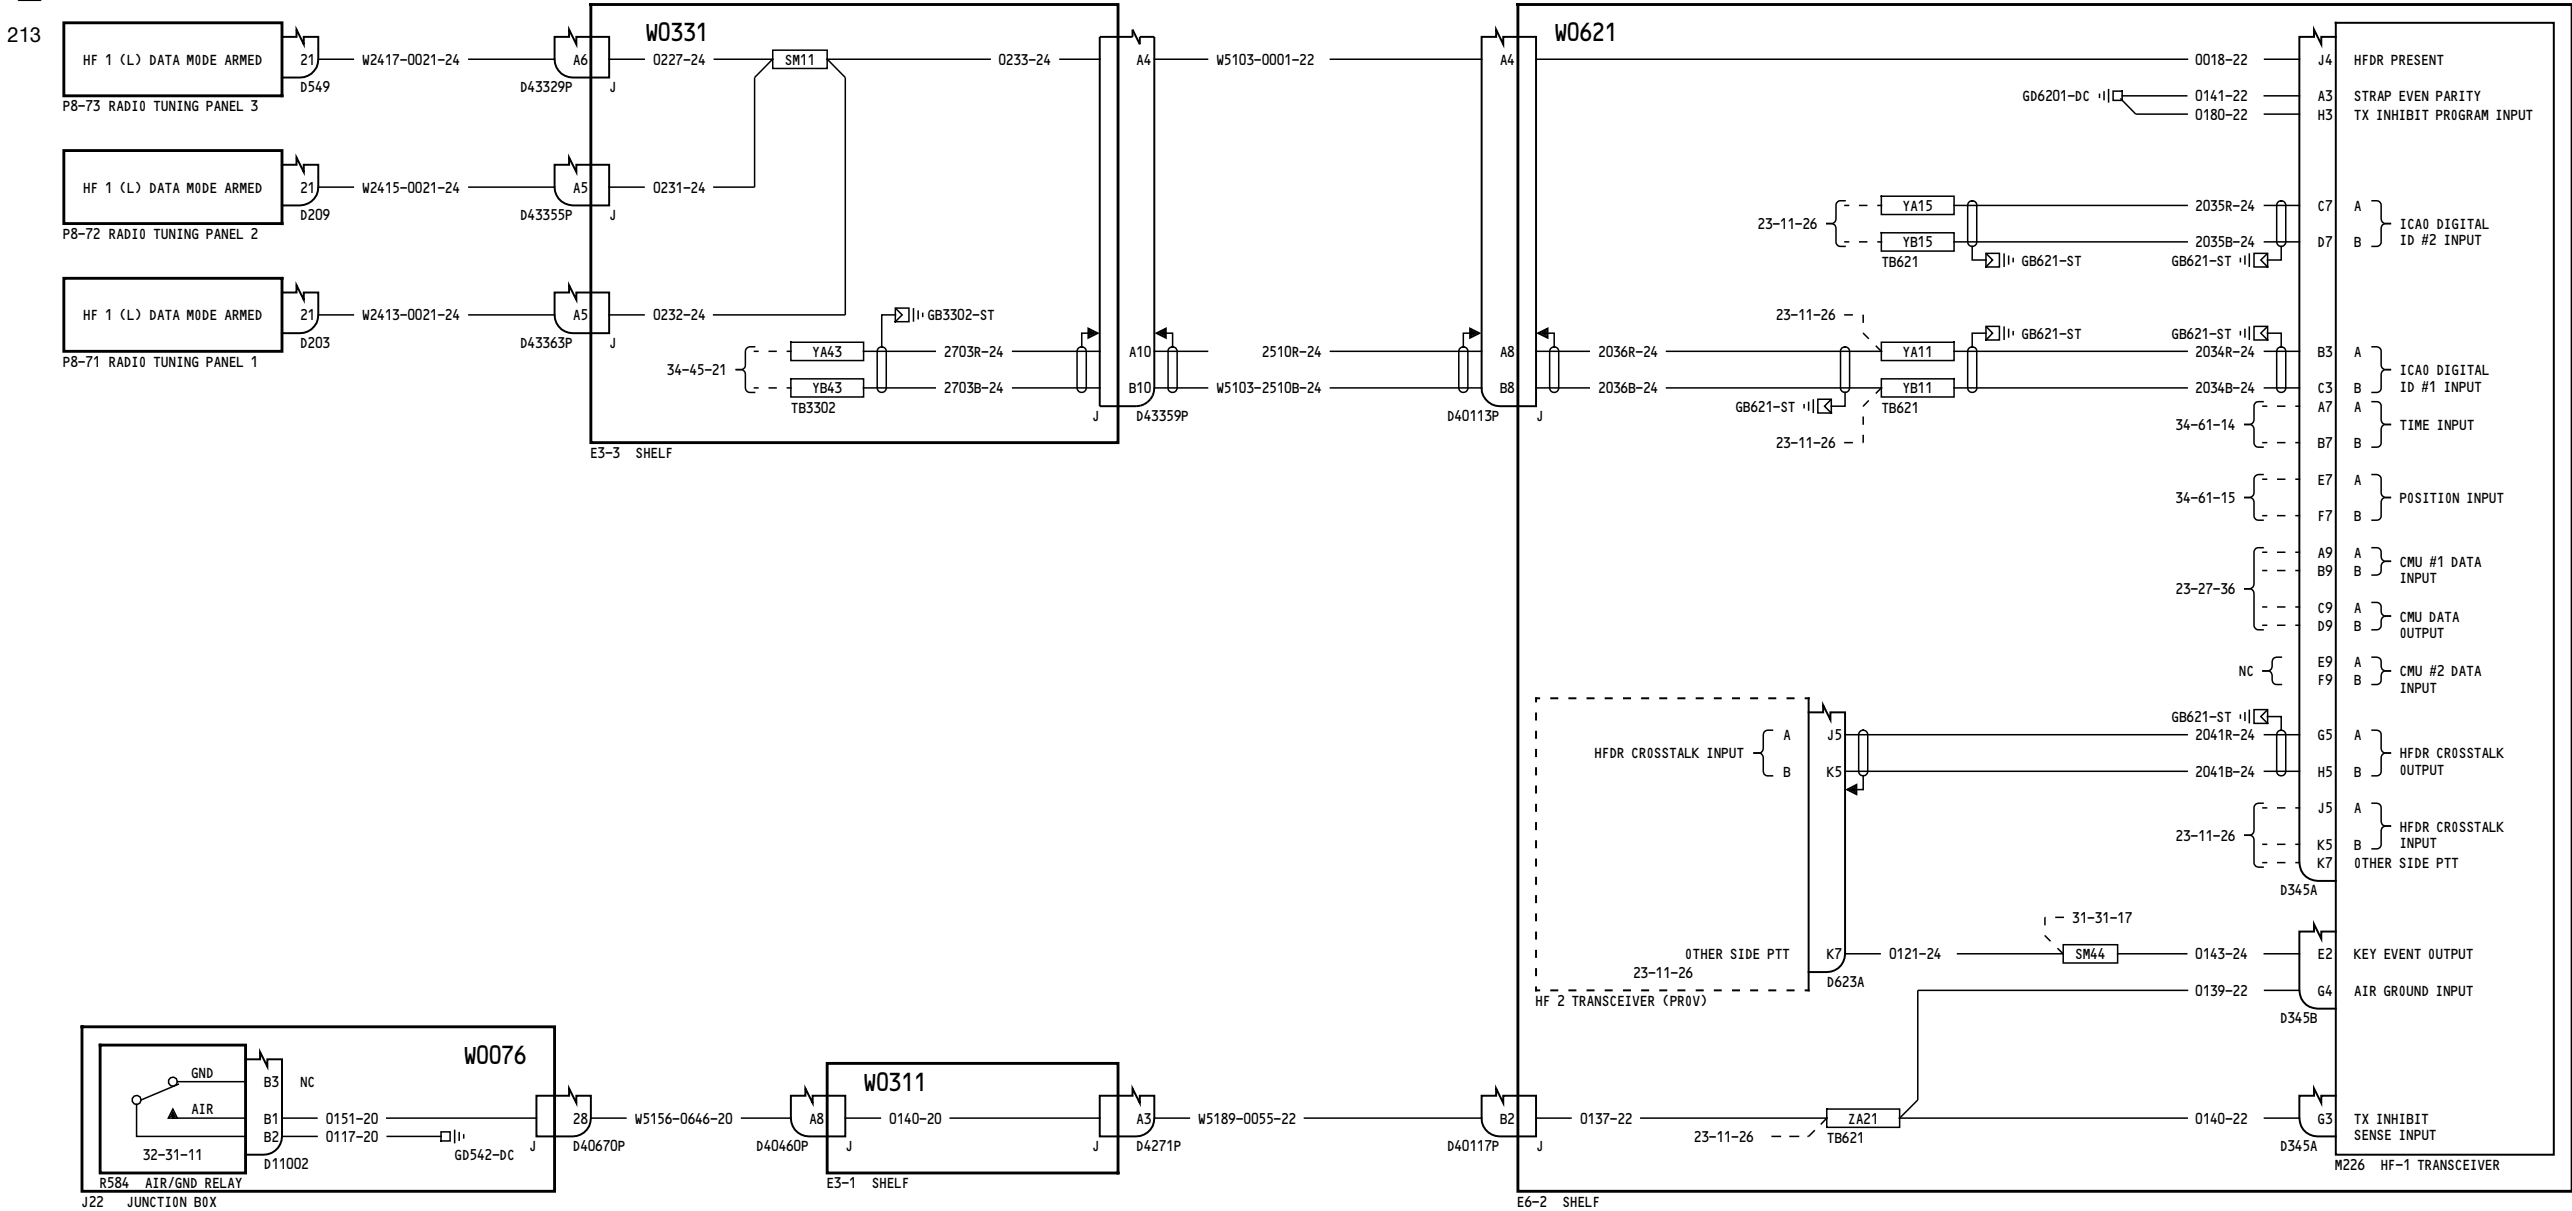 213
HF 1 (L) DATA MODE ARMED
21
D549
P8-73 RADIO TUNING PANEL 3
W2417-0021-24
A6
D43329P
J
HF 1 (L) DATA MODE ARMED
21
D209
P8-72 RADIO TUNING PANEL 2
W2415-0021-24
A5
D43355P
J
HF 1 (L) DATA MODE ARMED
21
D203
P8-71 RADIO TUNING PANEL 1
W2413-0021-24
A5
D43363P
J
W0331
0227-24
SM11
0233-24
0231-24
0232-24
GB3302-ST
34-45-21
YA43
2703R-24
YB43
2703B-24
TB3302
E3-3 SHELF
A4
A10
B10
J
D43359P
W5103-0001-22
2510R-24
W5103-2510B-24
A4
A8
B8
D40113P
J
W0621
0018-22
J4
HFDR PRESENT
GD6201-DC
0141-22
A3
STRAP EVEN PARITY
0180-22
H3
TX INHIBIT PROGRAM INPUT
23-11-26
YA15
2035R-24
C7
A
ICAO DIGITAL
ID #2 INPUT
YB15
2035B-24
D7
B
TB621
GB621-ST
GB621-ST
23-11-26
GB621-ST
GB621-ST
2036R-24
YA11
2034R-24
B3
A
ICAO DIGITAL
ID #1 INPUT
2036B-24
YB11
2034B-24
C3
B
GB621-ST
TB621
23-11-26
34-61-14
A7
A
TIME INPUT
B7
B
34-61-15
E7
A
POSITION INPUT
F7
B
23-27-36
A9
A
CMU #1 DATA
INPUT
B9
B
C9
A
CMU DATA
OUTPUT
D9
B
NC
E9
A
CMU #2 DATA
INPUT
F9
B
GB621-ST
HFDR CROSSTALK INPUT
A
J5
2041R-24
G5
A
HFDR CROSSTALK
OUTPUT
B
K5
2041B-24
H5
B
23-11-26
J5
A
HFDR CROSSTALK
INPUT
K5
B
K7
OTHER SIDE PTT
D345A
31-31-17
OTHER SIDE PTT
K7
0121-24
SM44
0143-24
E2
KEY EVENT OUTPUT
23-11-26
D623A
HF 2 TRANSCEIVER (PROV)
0139-22
G4
AIR GROUND INPUT
D345B
W0076
GND
B3
NC
AIR
B1
0151-20
B2
0117-20
GD542-DC
32-31-11
D11002
R584 AIR/GND RELAY
J22 JUNCTION BOX
28
J
D40670P
W5156-0646-20
A8
D40460P
J
W0311
0140-20
E3-1 SHELF
A3
J
D4271P
W5189-0055-22
B2
D40117P
J
0137-22
ZA21
TB621
23-11-26
0140-22
G3
TX INHIBIT
SENSE INPUT
D345A
M226 HF-1 TRANSCEIVER
E6-2 SHELF